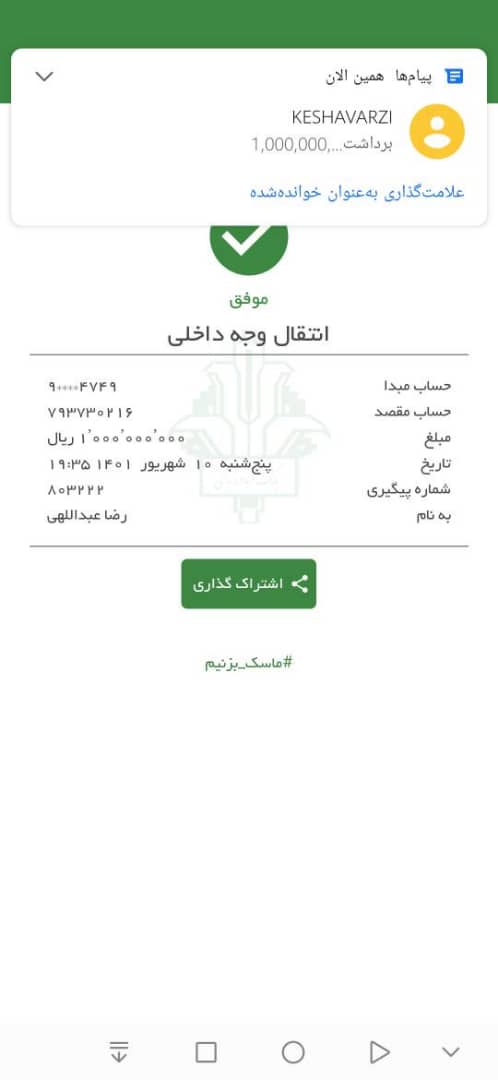 پیام‌ها همین الان
KESHAVARZI
برداشت...,1,000,000
علامت‌گذاری به‌عنوان خوانده‌شده
موفق
انتقال وجه داخلی
حساب مبدا ۹****۴۷۴۹
حساب مقصد ۷۹۳۷۳۰۲۱۶
مبلغ ۱٬۰۰۰٬۰۰۰٬۰۰۰ ریال
تاریخ پنج‌شنبه ۱۰ شهریور ۱۴۰۱ ۱۹:۳۵
شماره پیگیری ۸۰۳۲۲۲
به نام رضا عبداللهی
اشتراک گذاری
#ماسک_بزنیم